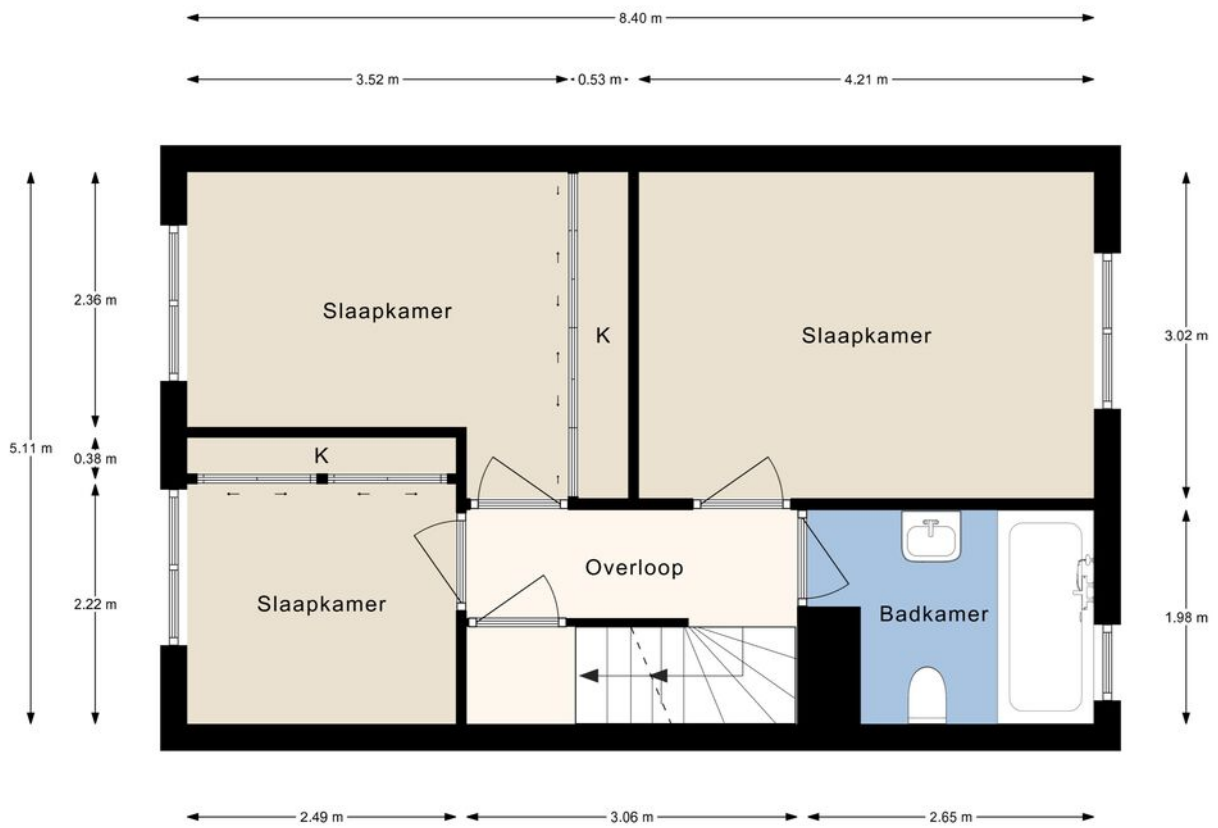 8.40 m
3.52 m
0.53 m
4.21 m
2.36 m
Slaapkamer
K
Slaapkamer
3.02 m
5.11 m
0.38 m
K
2.22 m
Slaapkamer
Overloop
Badkamer
1.98 m
2.49 m
3.06 m
2.65 m